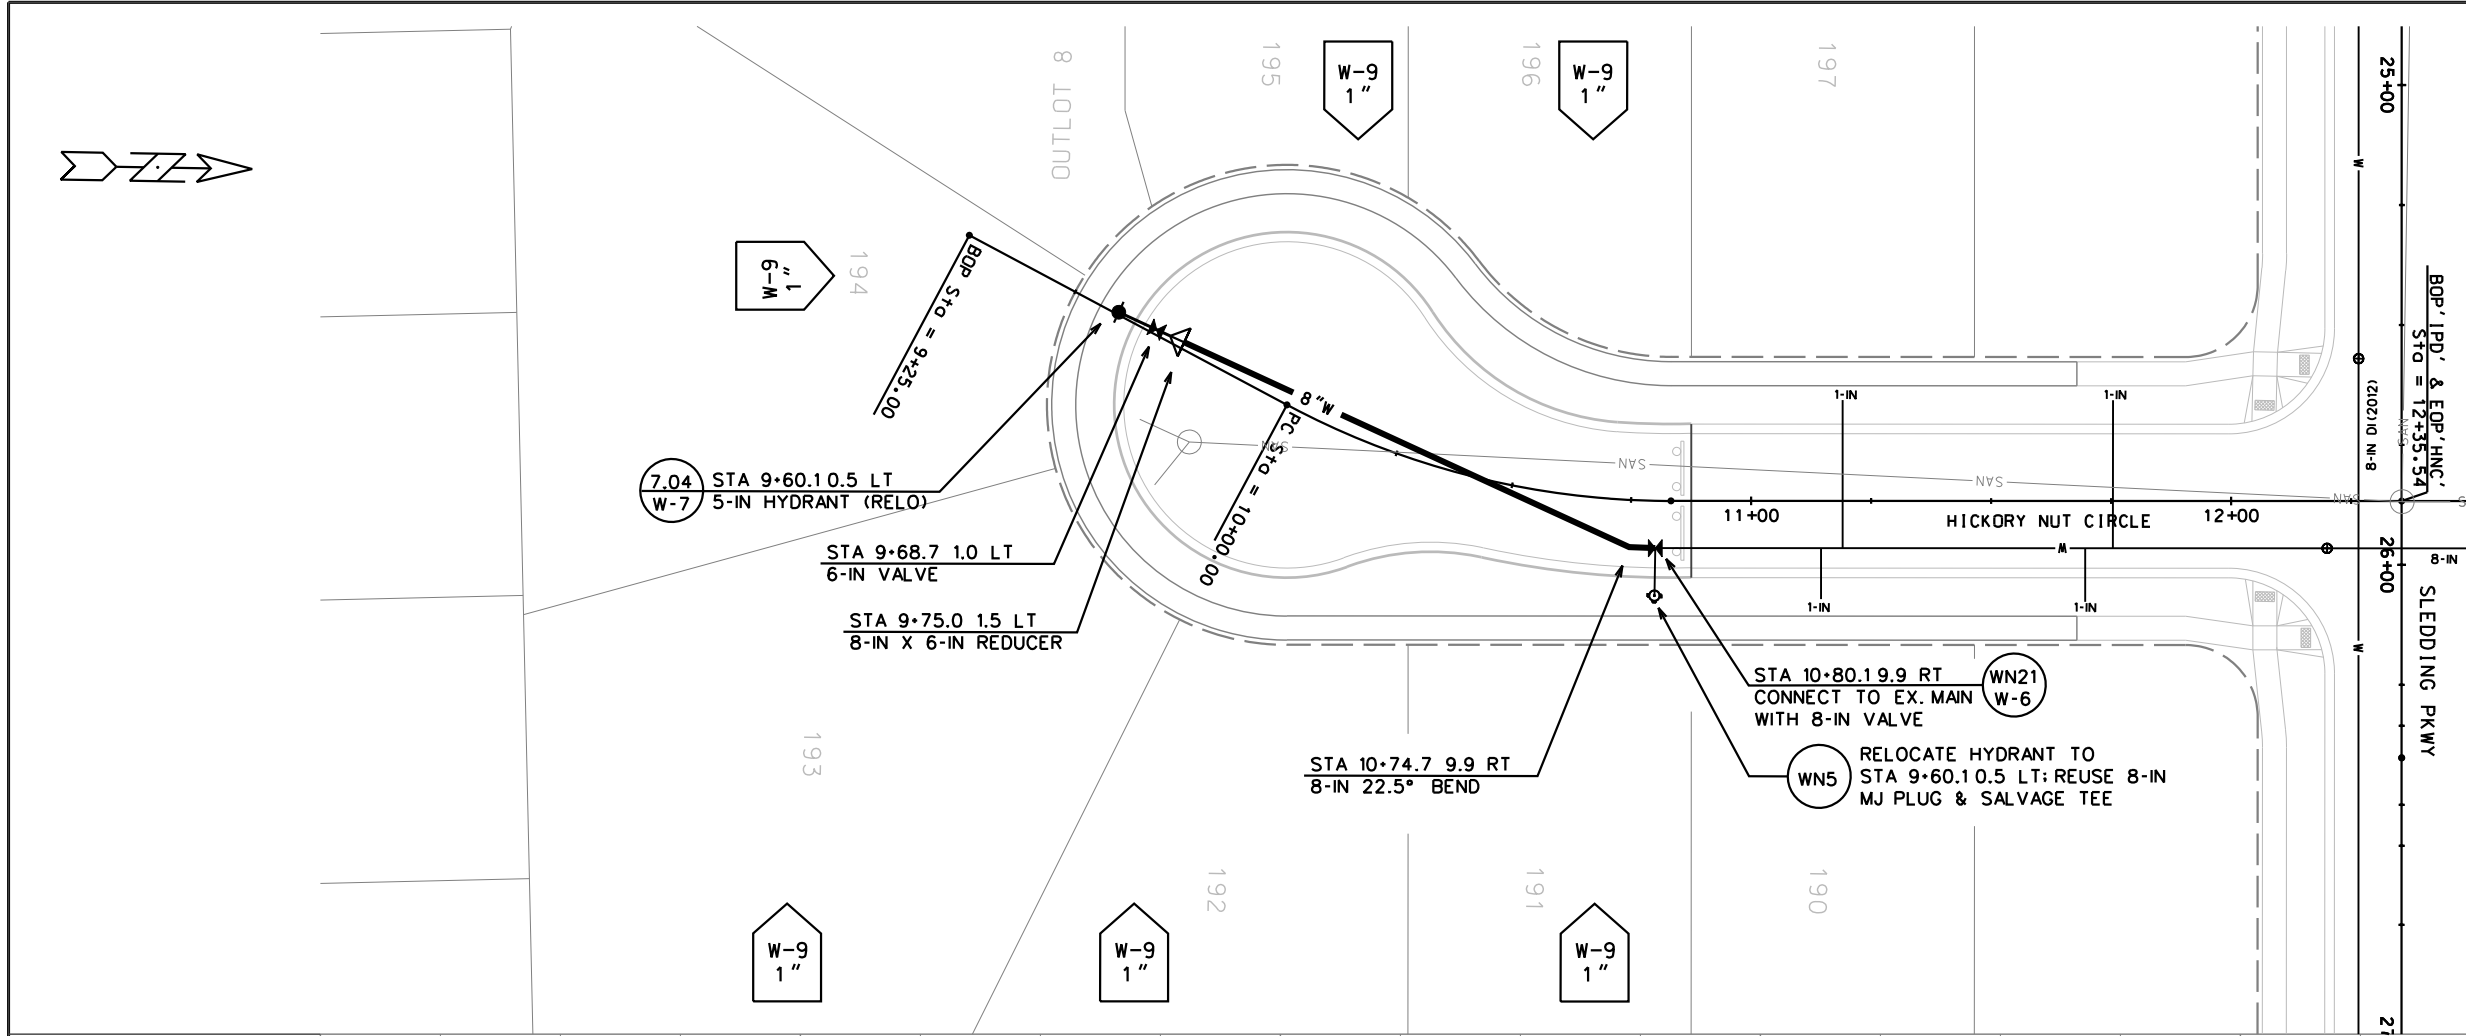 OUTLOT 8
195
W-9
1"
196
W-9
1"
197
25+00
W
W-9
1"
194
BOP Sta = 9+25.00
8"W
PC Sta = 10+00.00
SAN
SAN
SAN
SAN
SAN
1-IN
1-IN
8-IN DI(2012)
BOP'IPD' & EOP'HNC'
Sta = 12+35.54
7.04
W-7
STA 9+60.1 0.5 LT
5-IN HYDRANT (RELO)
STA 9+68.7 1.0 LT
6-IN VALVE
STA 9+75.0 1.5 LT
8-IN X 6-IN REDUCER
11+00
HICKORY NUT CIRCLE
12+00
W
26+00
8-IN
1-IN
1-IN
W
SLEDDING PKWY
STA 10+80.1 9.9 RT
CONNECT TO EX. MAIN
WITH 8-IN VALVE
WN21
W-6
STA 10+74.7 9.9 RT
8-IN 22.5° BEND
WN5
RELOCATE HYDRANT TO
STA 9+60.1 0.5 LT; REUSE 8-IN
MJ PLUG & SALVAGE TEE
193
192
191
190
W-9
1"
W-9
1"
W-9
1"